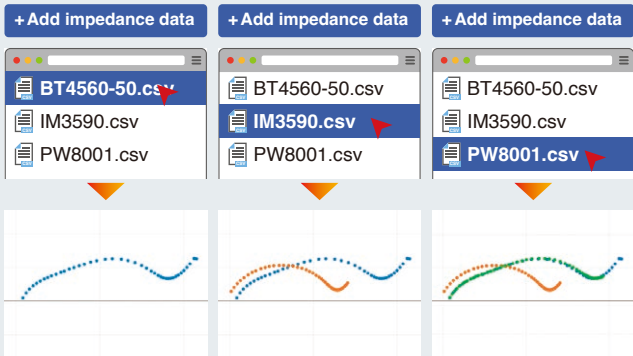 + Add impedance data
BT4560-50.csv
IM3590.csv
PW8001.csv
+ Add impedance data
BT4560-50.csv
IM3590.csv
PW8001.csv
+ Add impedance data
BT4560-50.csv
IM3590.csv
PW8001.csv